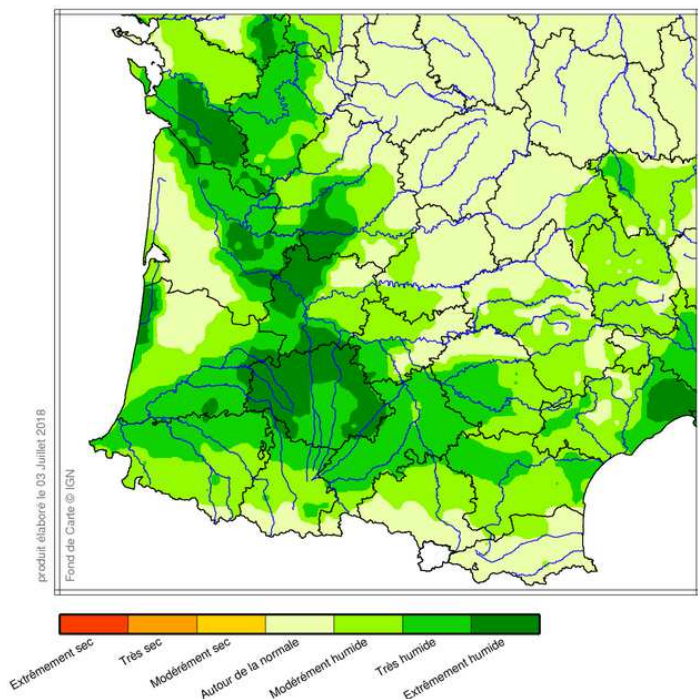 produit élaboré le 03 Juillet 2018
Fond de Carte © IGN
Extrêmement sec
Très sec
Modérément sec
Autour de la normale
Modérément humide
Très humide
Extrêmement humide